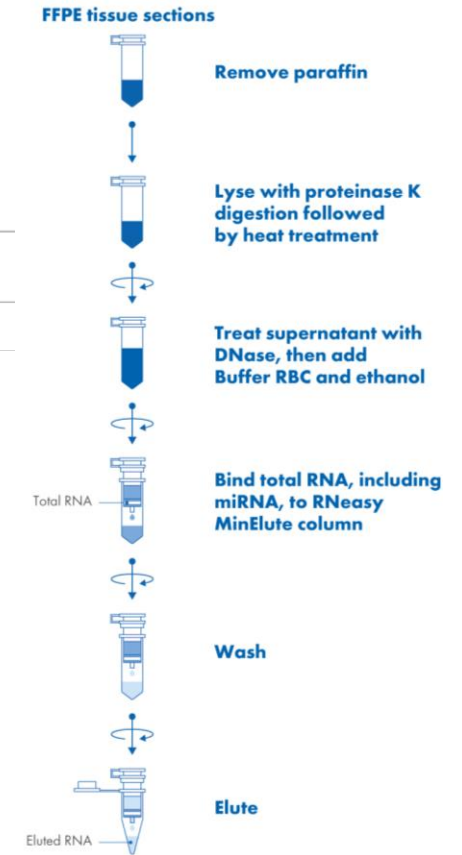 FFPE tissue sections
Remove paraffin
Lyse with proteinase K
digestion followed
by heat treatment
Treat supernatant with
DNase, then add
Buffer RBC and ethanol
Bind total RNA, including
miRNA, to RNeasy
MinElute column
Total RNA
Wash
Elute
Eluted RNA